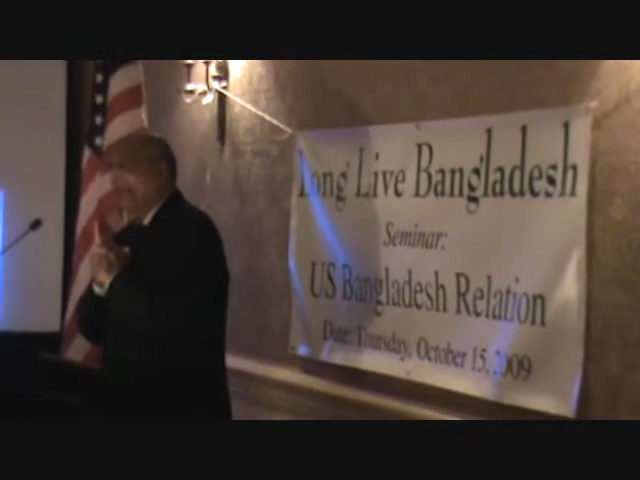 Long Live Bangladesh
Seminar:
US Bangladesh Relation
Date: Thursday, October 15, 2009